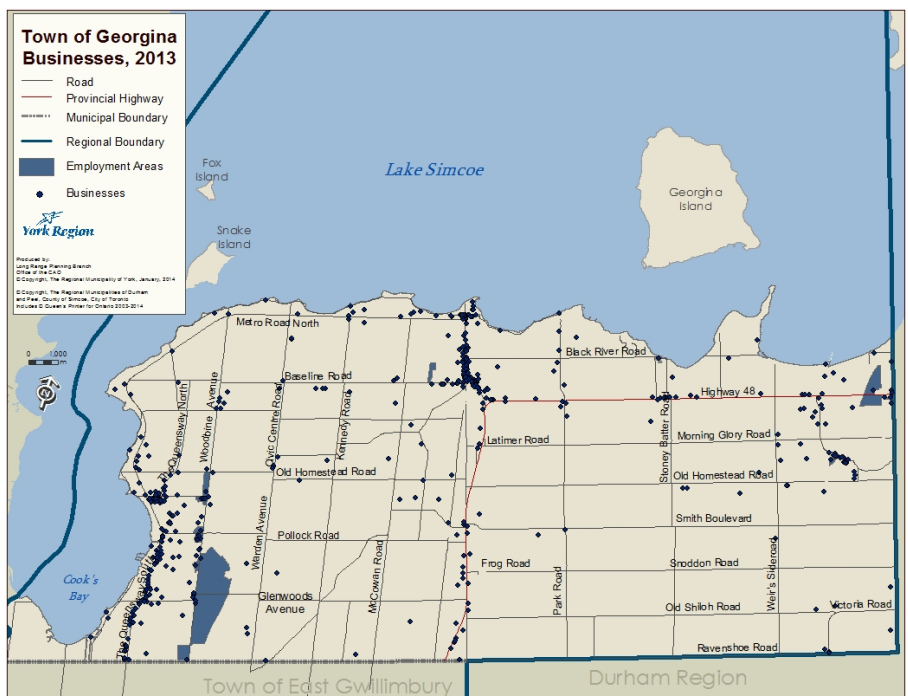 Town of Georgina
Businesses, 2013
Road
Provincial Highway
Municipal Boundary
Regional Boundary
Employment Areas
Businesses
York Region
Produced by:
Long Range Planning Branch
Office of the CAO
© Copyright, The Regional Municipality of York, January, 2014
© Copyright, The Regional Municipalities of Durham
and Peel, County of Simcoe, City of Toronto
Includes © Queen's Printer for Ontario 2003-2014
0 1,000
m
Fox
Island
Lake Simcoe
Georgina
Island
Snake
Island
Metro Road North
Black River Road
Baseline Road
Highway 48
The Queensway North
Woodbine Avenue
Civic Centre Road
Kennedy Road
Stoney Batter Road
Latimer Road
Morning Glory Road
Old Homestead Road
Old Homestead Road
Smith Boulevard
Warden Avenue
Pollock Road
McCowan Road
Frog Road
Park Road
Snoddon Road
Weir's Sideroad
Cook's
Bay
The Queensway South
Glenwoods
Avenue
Old Shiloh Road
Victoria Road
Ravenshoe Road
Town of East Gwillimbury
Durham Region